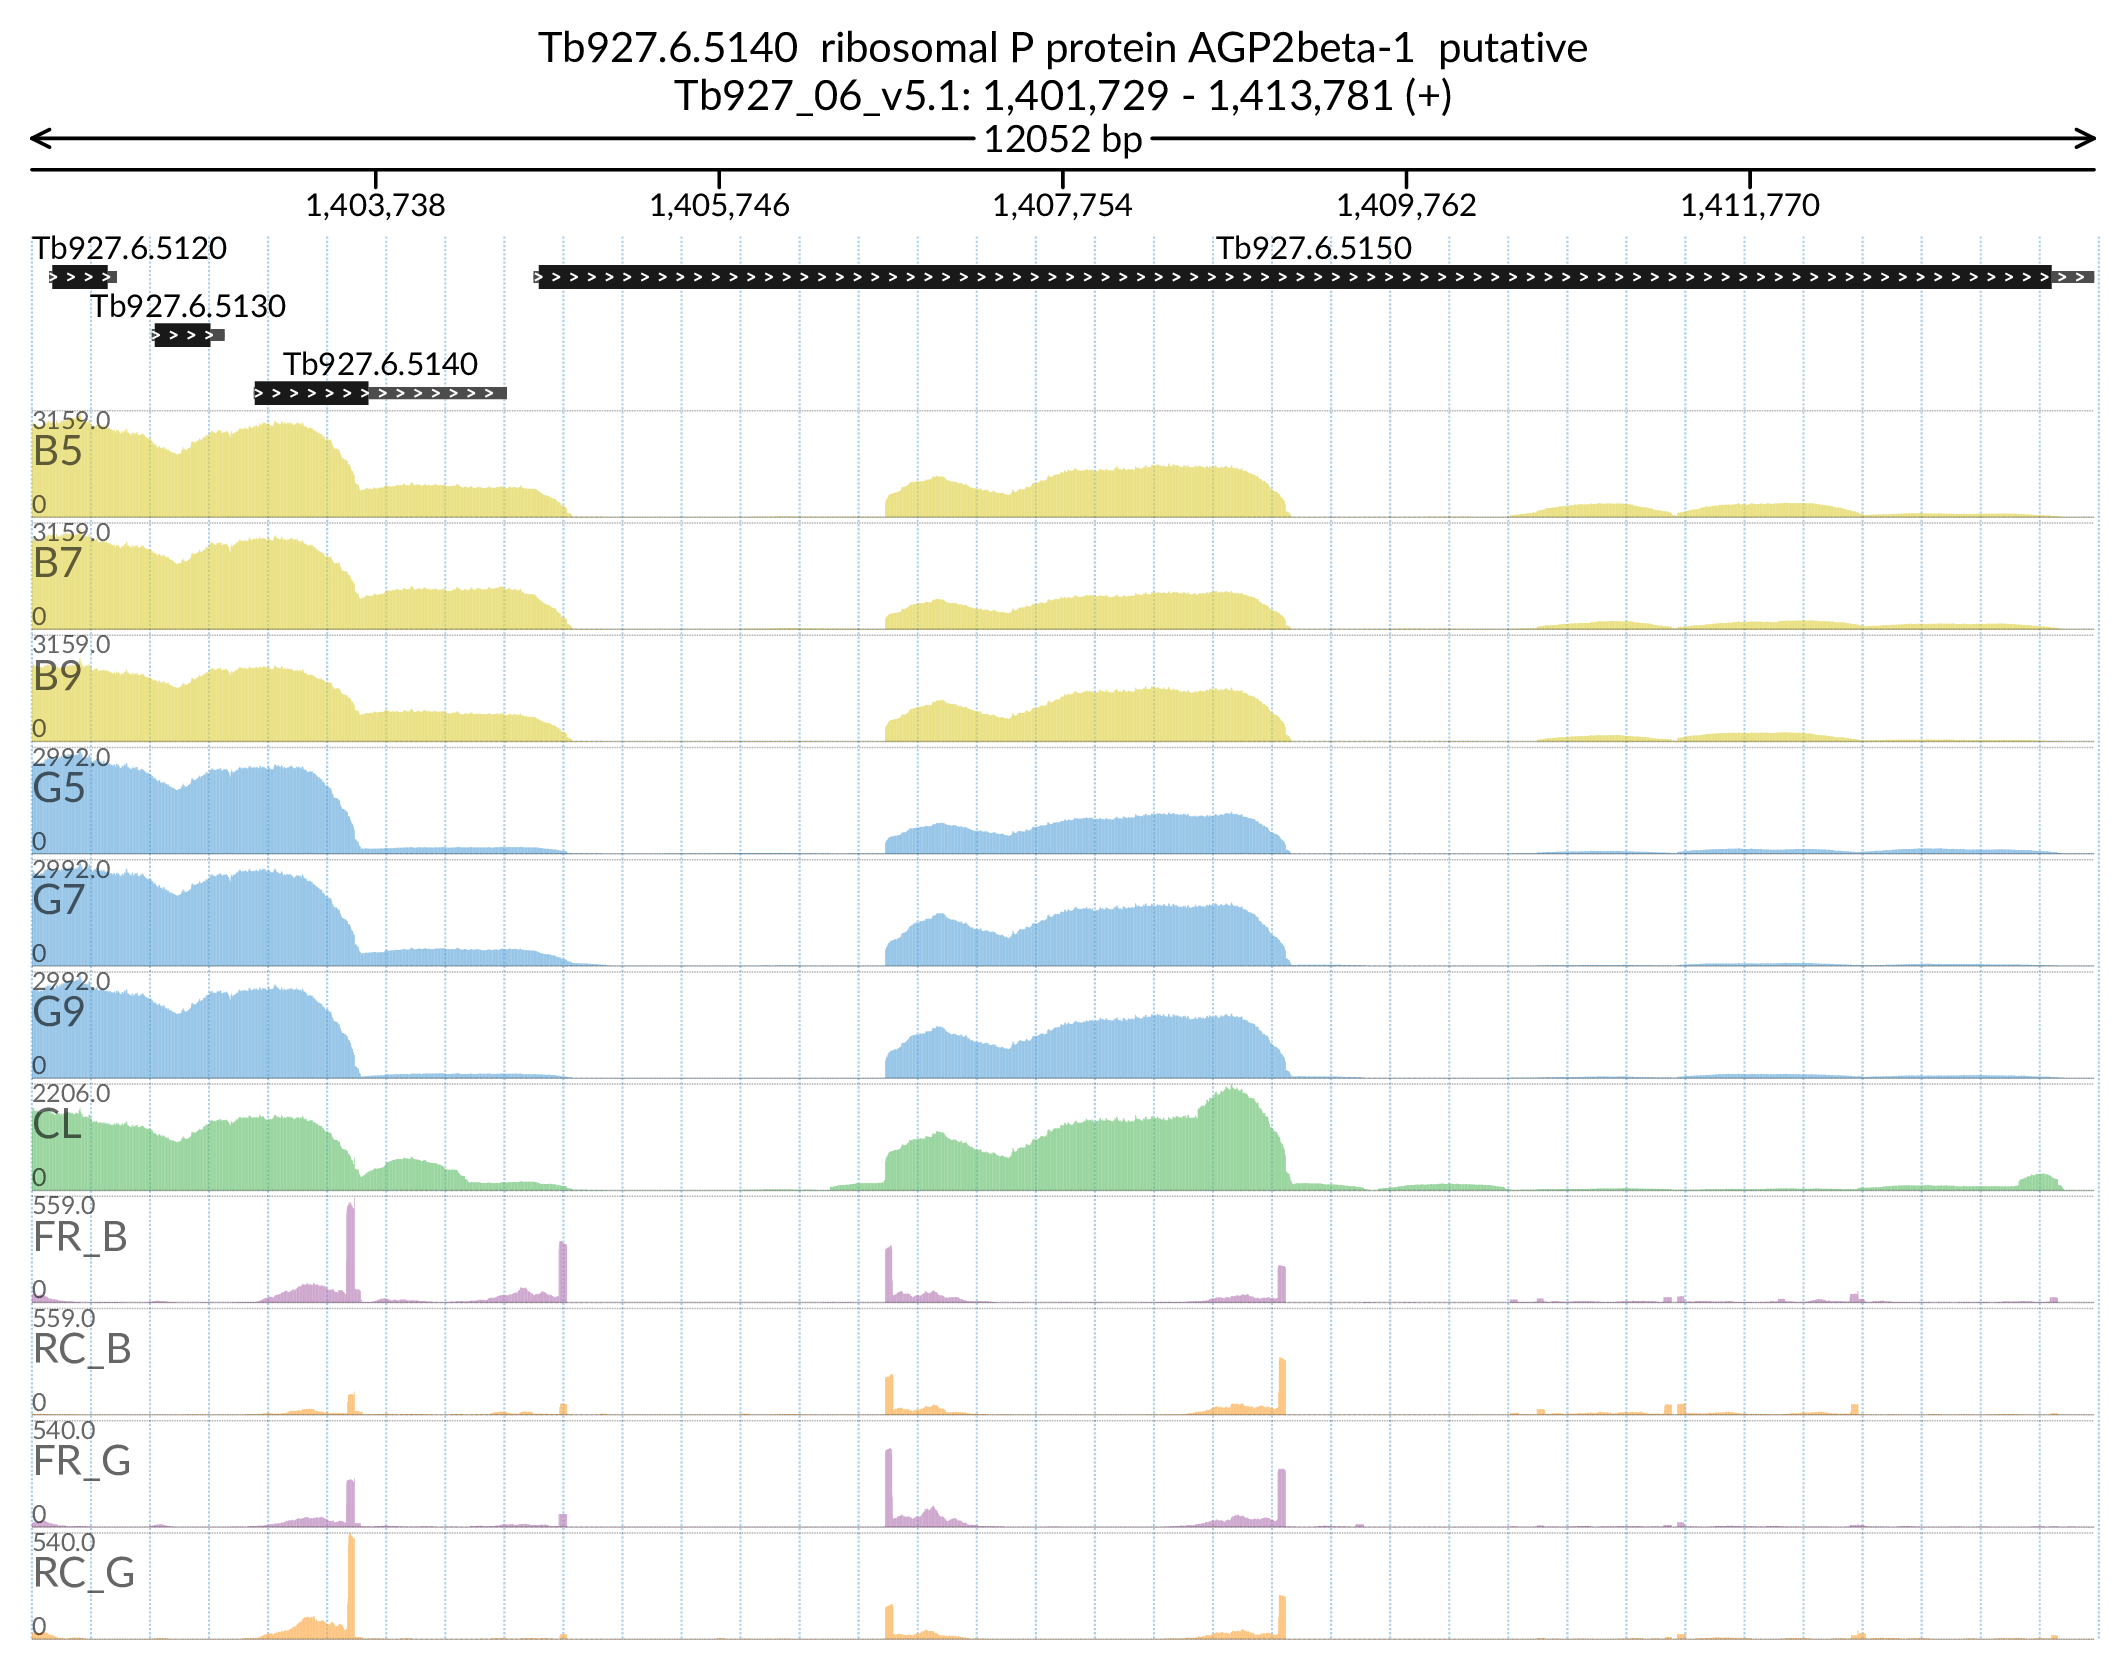 Tb927.6.5140 ribosomal P protein AGP2beta-1 putative
Tb927_06_v5.1: 1,401,729 - 1,413,781 (+)
12052 bp
1,403,738 1,405,746 1,407,754 1,409,762 1,411,770
Tb927.6.5120 Tb927.6.5150
Tb927.6.5130
Tb927.6.5140
3159.0
B5
0
3159.0
B7
0
3159.0
B9
0
2992.0
G5
0
2992.0
G7
0
2992.0
G9
0
2206.0
CL
0
559.0
FR_B
0
559.0
RC_B
0
540.0
FR_G
0
540.0
RC_G
0